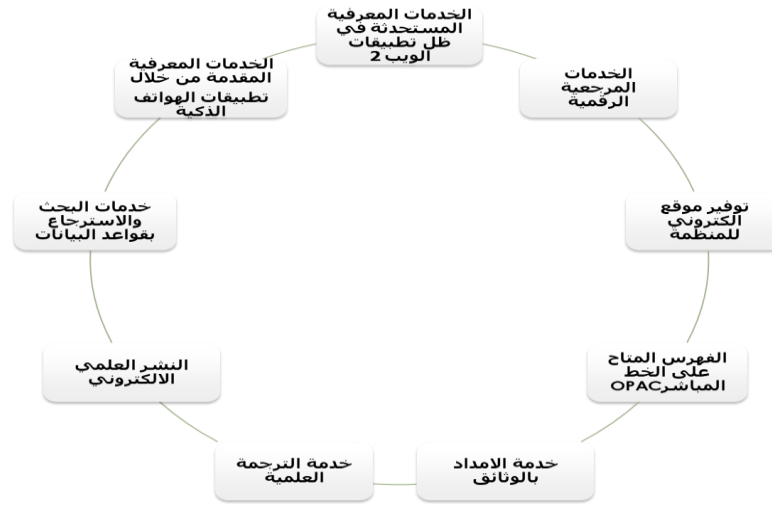 الخدمات المعرفية
المستحدثة في
ظل تطبيقات
الويب 2
الخدمات
المرجعية
الرقمية
توفير موقع
الكتروني
للمنظمة
الفهرس المتاح
على الخط
المباشرOPAC
خدمة الامداد
بالوثائق
خدمة الترجمة
العلمية
النشر العلمي
الالكتروني
خدمات البحث
والاسترجاع
بقواعد البيانات
الخدمات المعرفية
المقدمة من خلال
تطبيقات الهواتف
الذكية